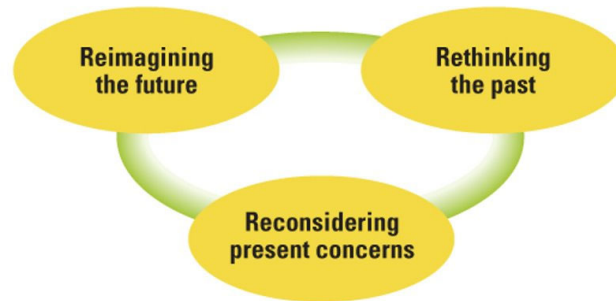 Reimagining
the future
Rethinking
the past
Reconsidering
present concerns